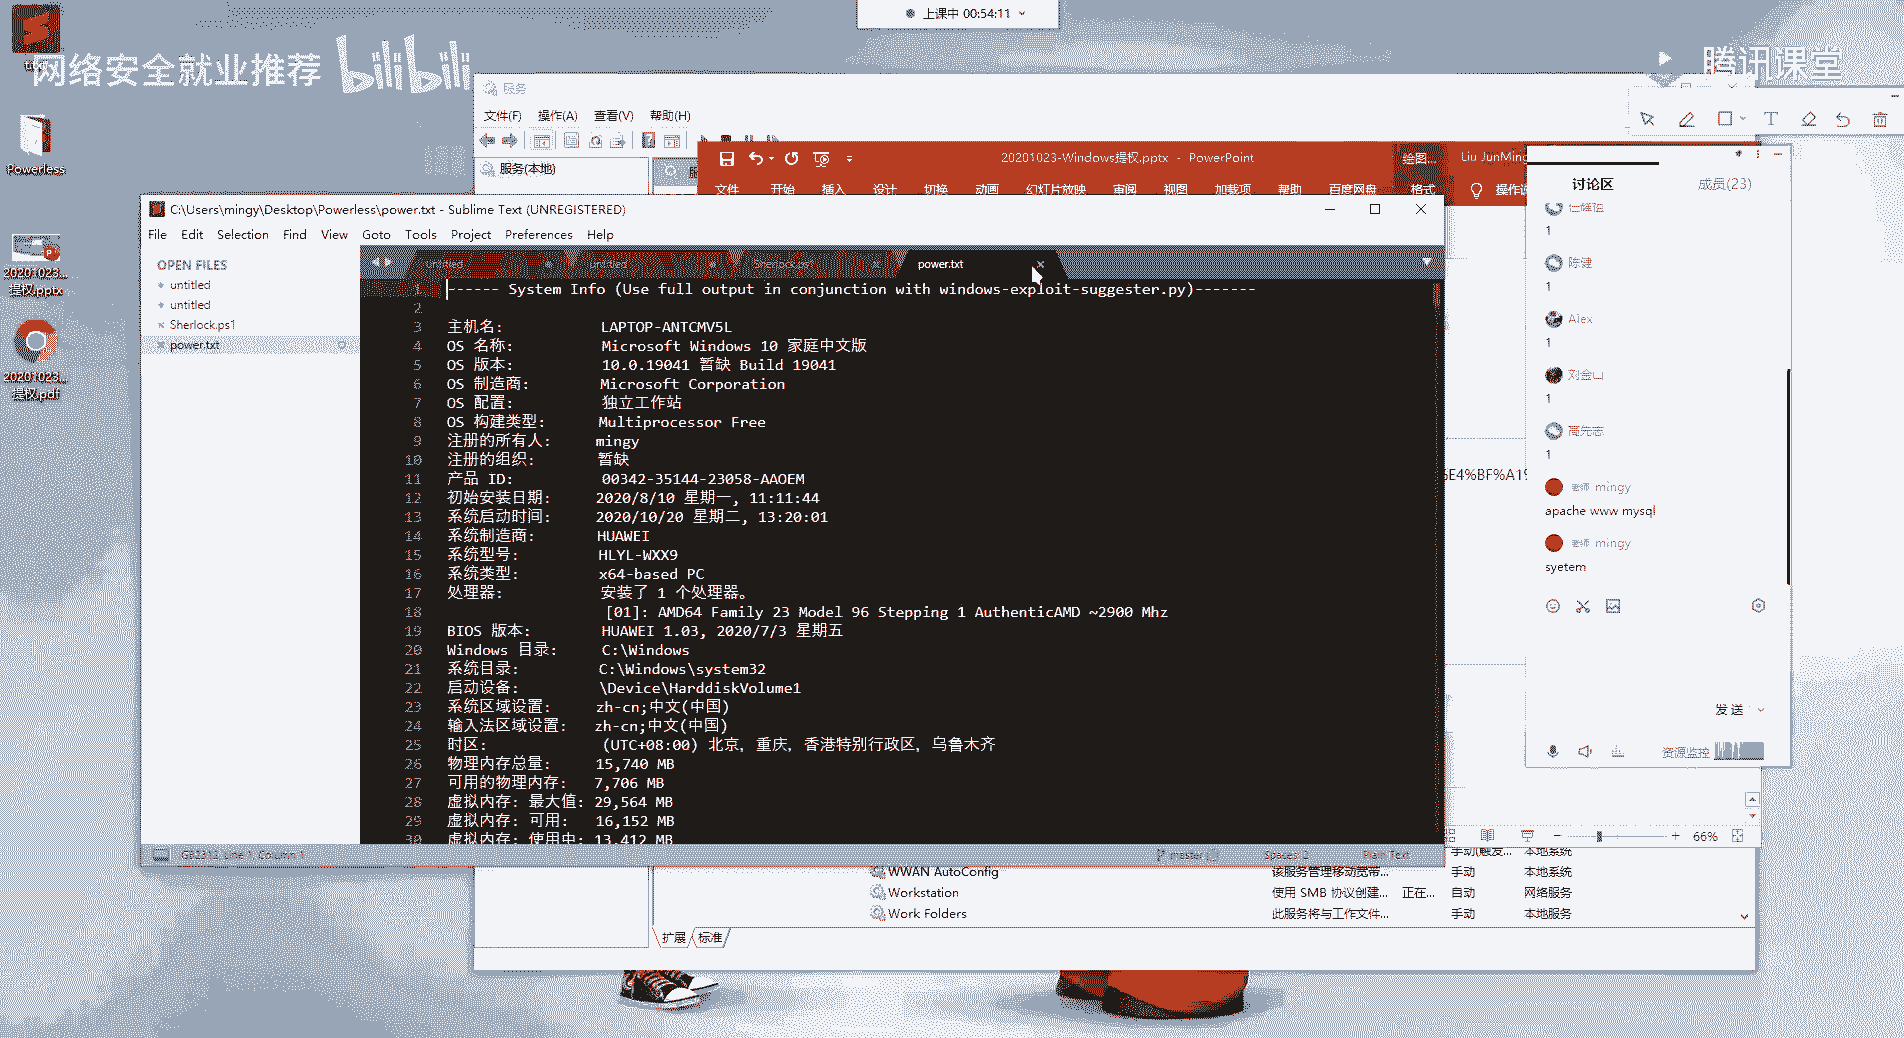 上课中 00:54:11
网络安全就业推荐
bilibili
腾讯课堂
Powerless
20201023...
提权.pptx
20201023...
提权.pdf
服务
文件(F) 操作(A) 查看(V) 帮助(H)
服务(本地)
20201023-Windows提权.pptx - PowerPoint
绘图...
Liu JunMing
文件 开始 插入 设计 切换 动画 幻灯片放映 审阅 视图 加载项 帮助 百度网盘 格式
C:\Users\mingy\Desktop\Powerless\power.txt - Sublime Text (UNREGISTERED)
File Edit Selection Find View Goto Tools Project Preferences Help
OPEN FILES
untitled
untitled
Sherlock.ps1
power.txt
untitled untitled Sherlock.ps1 power.txt
1 ------ System Info (Use full output in conjunction with windows-exploit-suggester.py)-------
2
3 主机名: LAPTOP-ANTCMV5L
4 OS 名称: Microsoft Windows 10 家庭中文版
5 OS 版本: 10.0.19041 暂缺 Build 19041
6 OS 制造商: Microsoft Corporation
7 OS 配置: 独立工作站
8 OS 构建类型: Multiprocessor Free
9 注册的所有人: mingy
10 注册的组织: 暂缺
11 产品 ID: 00342-35144-23058-AAOEM
12 初始安装日期: 2020/8/10 星期一, 11:11:44
13 系统启动时间: 2020/10/20 星期二, 13:20:01
14 系统制造商: HUAWEI
15 系统型号: HLYL-WXX9
16 系统类型: x64-based PC
17 处理器: 安装了 1 个处理器。
18 [01]: AMD64 Family 23 Model 96 Stepping 1 AuthenticAMD ~2900 Mhz
19 BIOS 版本: HUAWEI 1.03, 2020/7/3 星期五
20 Windows 目录: C:\Windows
21 系统目录: C:\Windows\system32
22 启动设备: \Device\HarddiskVolume1
23 系统区域设置: zh-cn;中文(中国)
24 输入法区域设置: zh-cn;中文(中国)
25 时区: (UTC+08:00) 北京, 重庆, 香港特别行政区, 乌鲁木齐
26 物理内存总量: 15,740 MB
27 可用的物理内存: 7,706 MB
28 虚拟内存: 最大值: 29,564 MB
29 虚拟内存: 可用: 16,152 MB
30 虚拟内存: 使用中: 13,412 MB
GB2312, Line 1, Column 1
master
Spaces: 2
Plain Text
讨论区 成员(23)
1
陈健
1
Alex
1
刘金山
1
高先志
1
老师 mingy
apache www mysql
老师 mingy
syetem
发送
资源监控
%E4%BF%A1
66%
手动(触发... 本地系统
WWAN AutoConfig 该服务管理移动宽带... 手动 本地系统
Workstation 使用 SMB 协议创建... 正在... 自动 网络服务
Work Folders 此服务将与工作文件... 手动 本地服务
扩展 标准